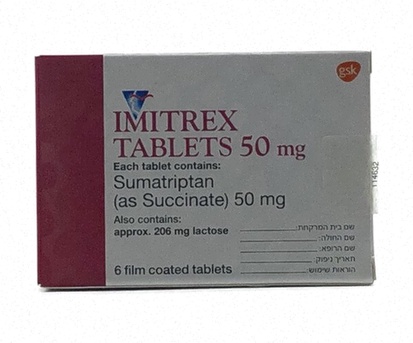 gsk
IMITREX
TABLETS 50 mg
Each tablet contains:
Sumatriptan
(as Succinate) 50 mg
Also contains:
approx. 206 mg lactose
6 film coated tablets
שם בית המרקחת:
שם החולה:
שם הרופא:
תאריך ניפוק:
הוראות שימוש:
114632